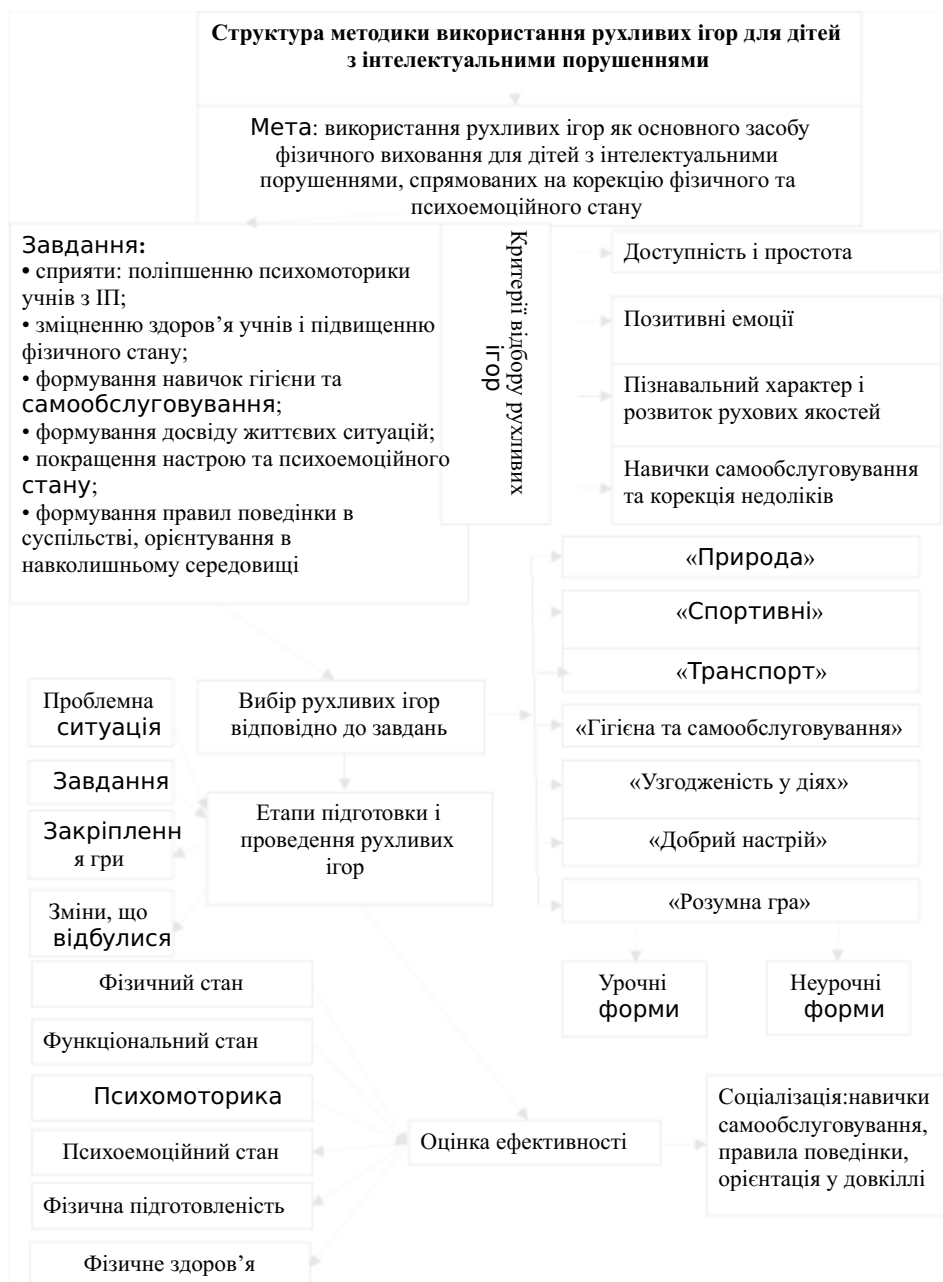 Структура методики використання рухливих ігор для дітей
з інтелектуальними порушеннями
Мета: використання рухливих ігор як основного засобу
фізичного виховання для дітей з інтелектуальними
порушеннями, спрямованих на корекцію фізичного та
психоемоційного стану
Завдання:
• сприяти: поліпшенню психомоторики
учнів з ІП;
• зміцненню здоров’я учнів і підвищенню
фізичного стану;
• формування навичок гігієни та
самообслуговування;
• формування досвіду життєвих ситуацій;
• покращення настрою та психоемоційного
стану;
• формування правил поведінки в
суспільстві, орієнтування в
навколишньому середовищі
Критерії відбору рухливих
ігор
Доступність і простота
Позитивні емоції
Пізнавальний характер і
розвиток рухових якостей
Навички самообслуговування
та корекція недоліків
«Природа»
«Спортивні»
«Транспорт»
«Гігієна та самообслуговування»
«Узгодженість у діях»
«Добрий настрій»
«Розумна гра»
Урочні
форми
Неурочні
форми
Вибір рухливих ігор
відповідно до завдань
Проблемна
ситуація
Завдання
Закріпленн
я гри
Зміни, що
відбулися
Етапи підготовки і
проведення рухливих
ігор
Фізичний стан
Функціональний стан
Психомоторика
Психоемоційний стан
Фізична підготовленість
Фізичне здоров’я
Оцінка ефективності
Соціалізація:навички
самообслуговування,
правила поведінки,
орієнтація у довкіллі